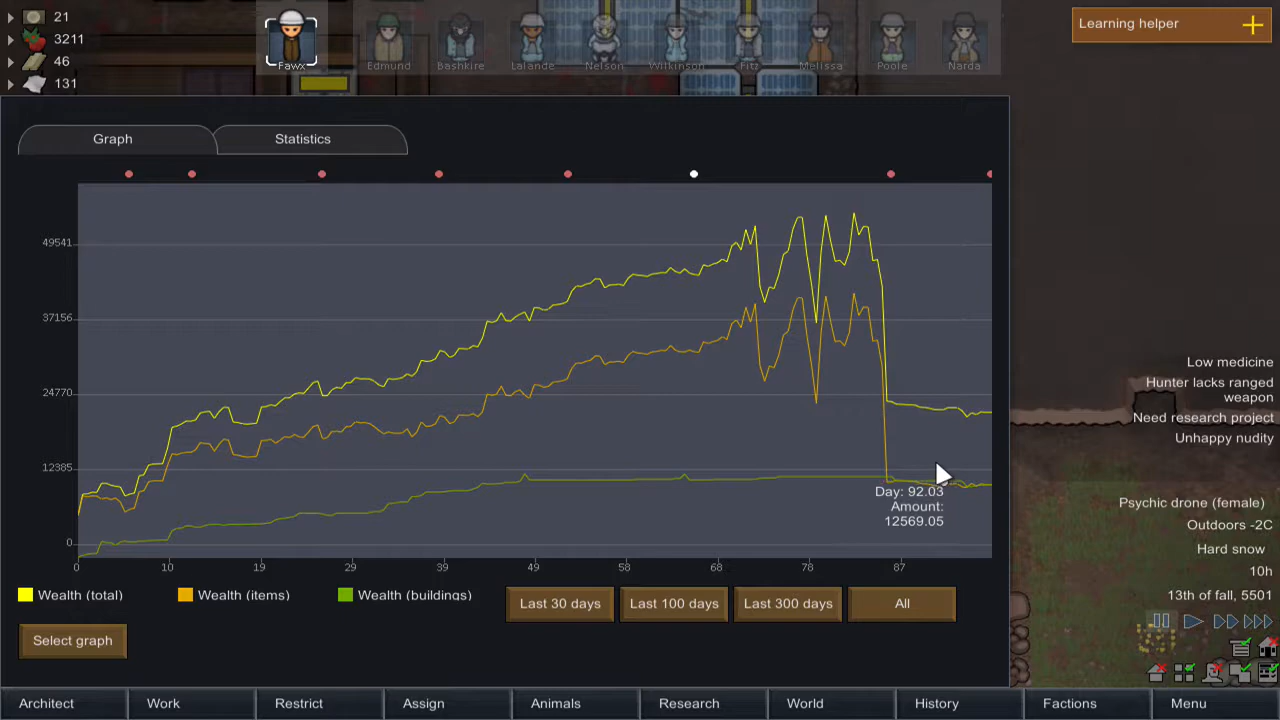 21
3211
46
131
Fawx
Edmund
Bashkire
Lalande
Nelson
Wilkinson
Fitz
Melissa
Poole
Narda
Learning helper
Graph
Statistics
49541
37156
24770
12385
0
Day: 92.03
Amount:
12569.05
0
10
19
29
39
49
58
68
78
87
Wealth (total)
Wealth (items)
Wealth (buildings)
Last 30 days
Last 100 days
Last 300 days
All
Select graph
Low medicine
Hunter lacks ranged
weapon
Need research project
Unhappy nudity
Psychic drone (female)
Outdoors -2C
Hard snow
10h
13th of fall, 5501
Architect
Work
Restrict
Assign
Animals
Research
World
History
Factions
Menu